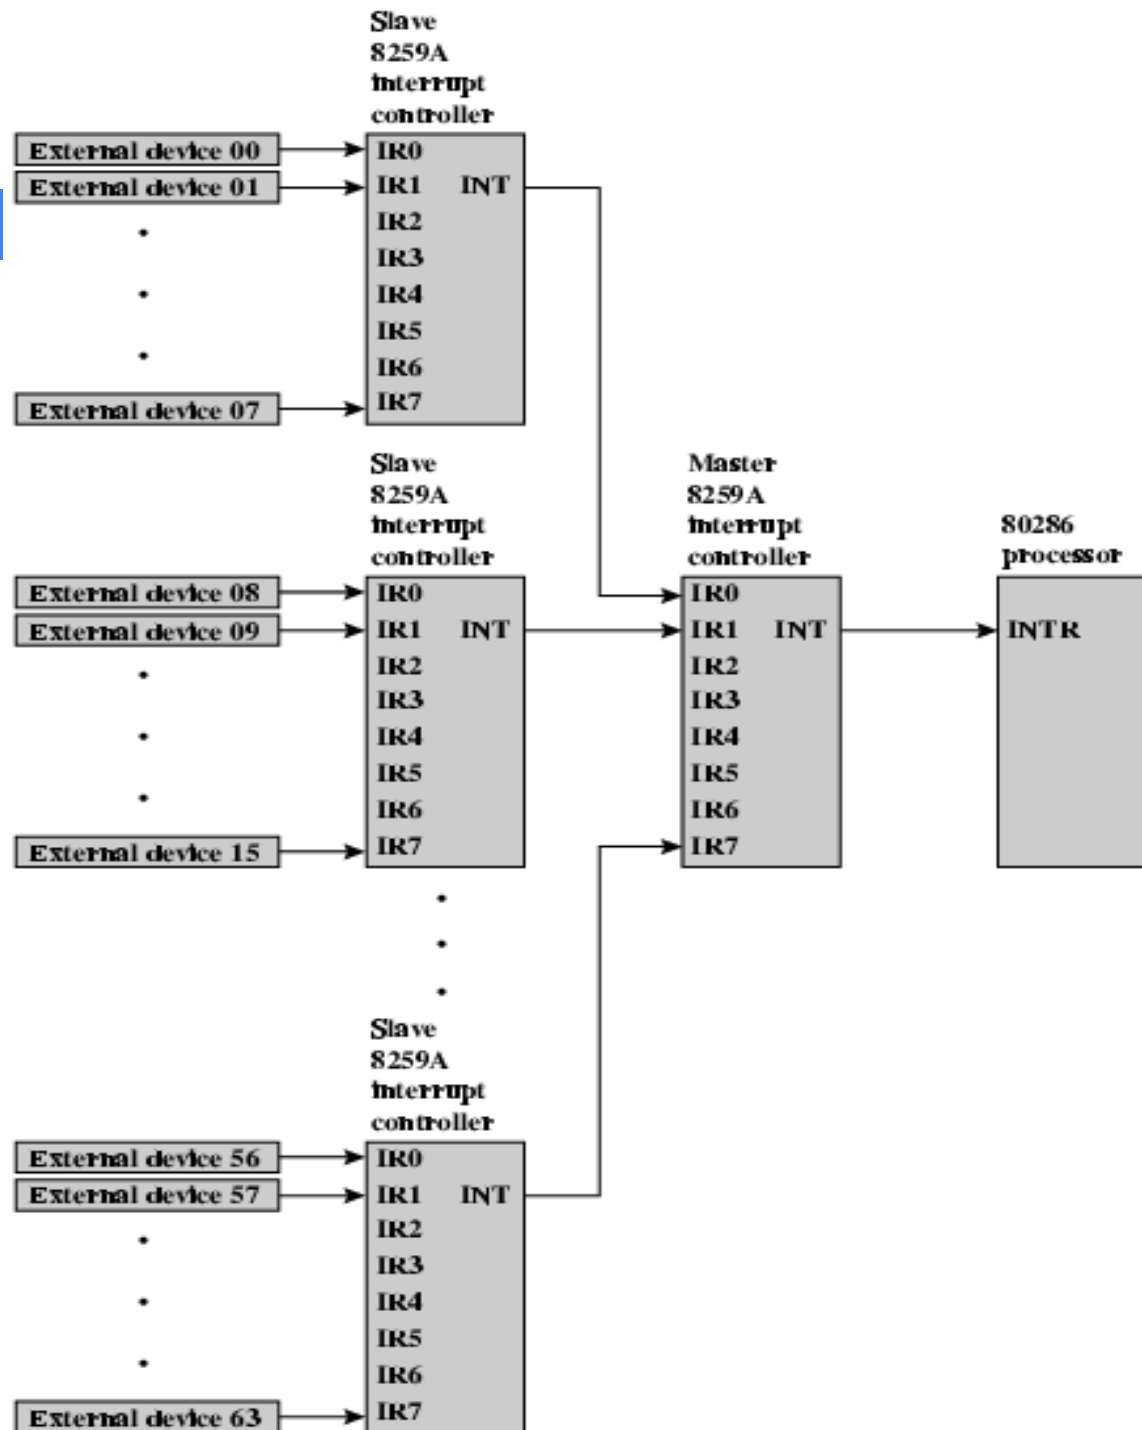 Slave
8259A
interrupt
controller
External device 00
IR0
External device 01
IR1 INT
IR2
IR3
IR4
IR5
IR6
External device 07
IR7
Slave
8259A
interrupt
controller
Master
8259A
interrupt
controller
80286
processor
External device 08
IR0
IR0
External device 09
IR1 INT
IR1 INT
INTR
IR2
IR2
IR3
IR3
IR4
IR4
IR5
IR5
IR6
IR6
External device 15
IR7
IR7
Slave
8259A
interrupt
controller
External device 56
IR0
External device 57
IR1 INT
IR2
IR3
IR4
IR5
IR6
External device 63
IR7